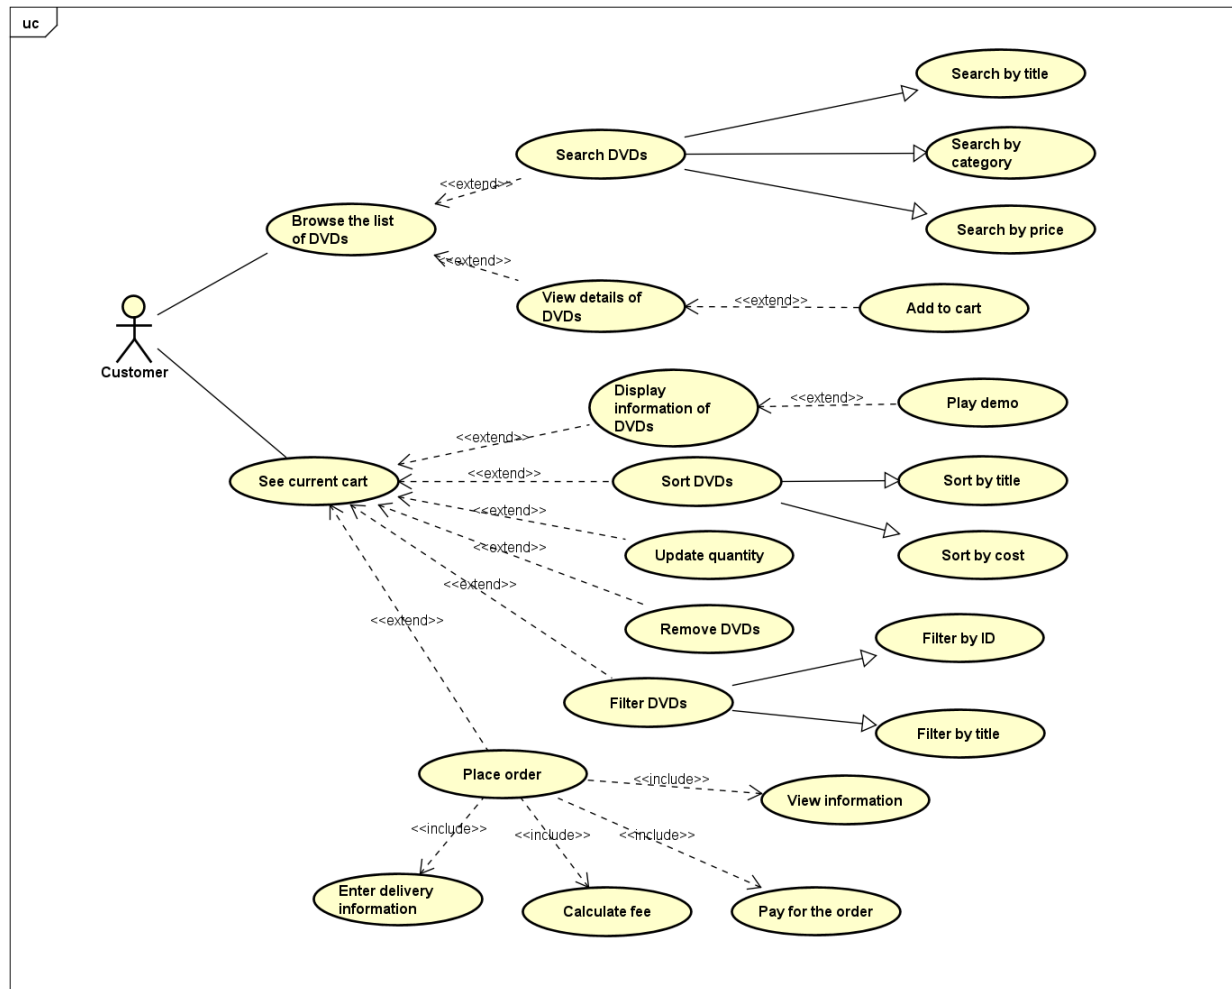 uc
Search by title
Search DVDs
Search by
category
<<extend>>
Browse the list
of DVDs
Search by price
<<extend>>
View details of
DVDs
<<extend>>
Add to cart
Customer
Display
information of
DVDs
<<extend>>
Play demo
<<extend>>
See current cart
<<extend>>
Sort DVDs
Sort by title
<<extend>>
Update quantity
Sort by cost
<<extend>>
<<extend>>
<<extend>>
Remove DVDs
Filter by ID
Filter DVDs
Filter by title
Place order
<<include>>
View information
<<include>>
<<include>>
<<include>>
Enter delivery
information
Calculate fee
Pay for the order